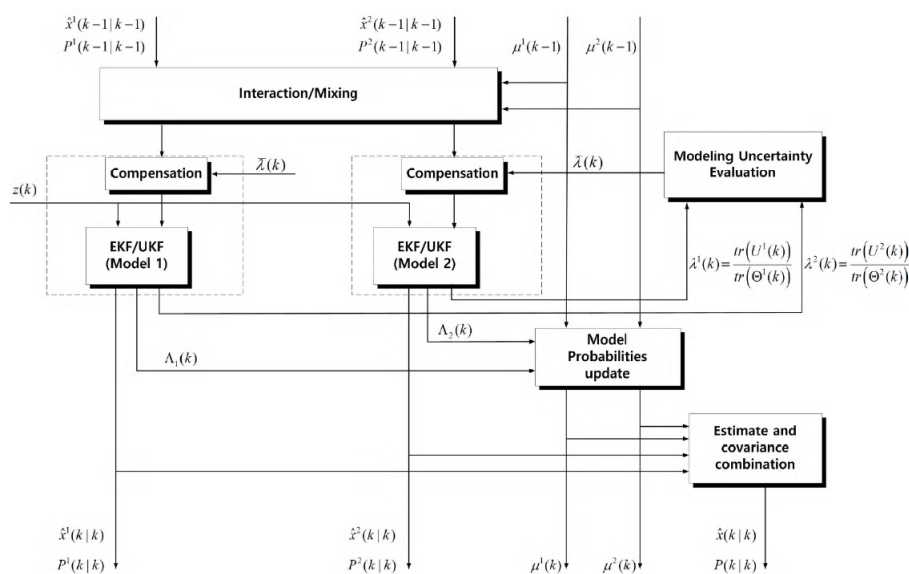 x̂¹(k−1|k−1)
P¹(k−1|k−1)
x̂²(k−1|k−1)
P²(k−1|k−1)
μ¹(k−1)
μ²(k−1)
Interaction/Mixing
Compensation
λ̄(k)
Compensation
λ̄(k)
Modeling Uncertainty
Evaluation
z(k)
EKF/UKF
(Model 1)
EKF/UKF
(Model 2)
λ¹(k)=tr(U¹(k))/tr(Θ¹(k))
λ²(k)=tr(U²(k))/tr(Θ²(k))
Λ₂(k)
Λ₁(k)
Model
Probabilities
update
Estimate and
covariance
combination
x̂¹(k|k)
P¹(k|k)
x̂²(k|k)
P²(k|k)
μ¹(k)
μ²(k)
x̂(k|k)
P(k|k)